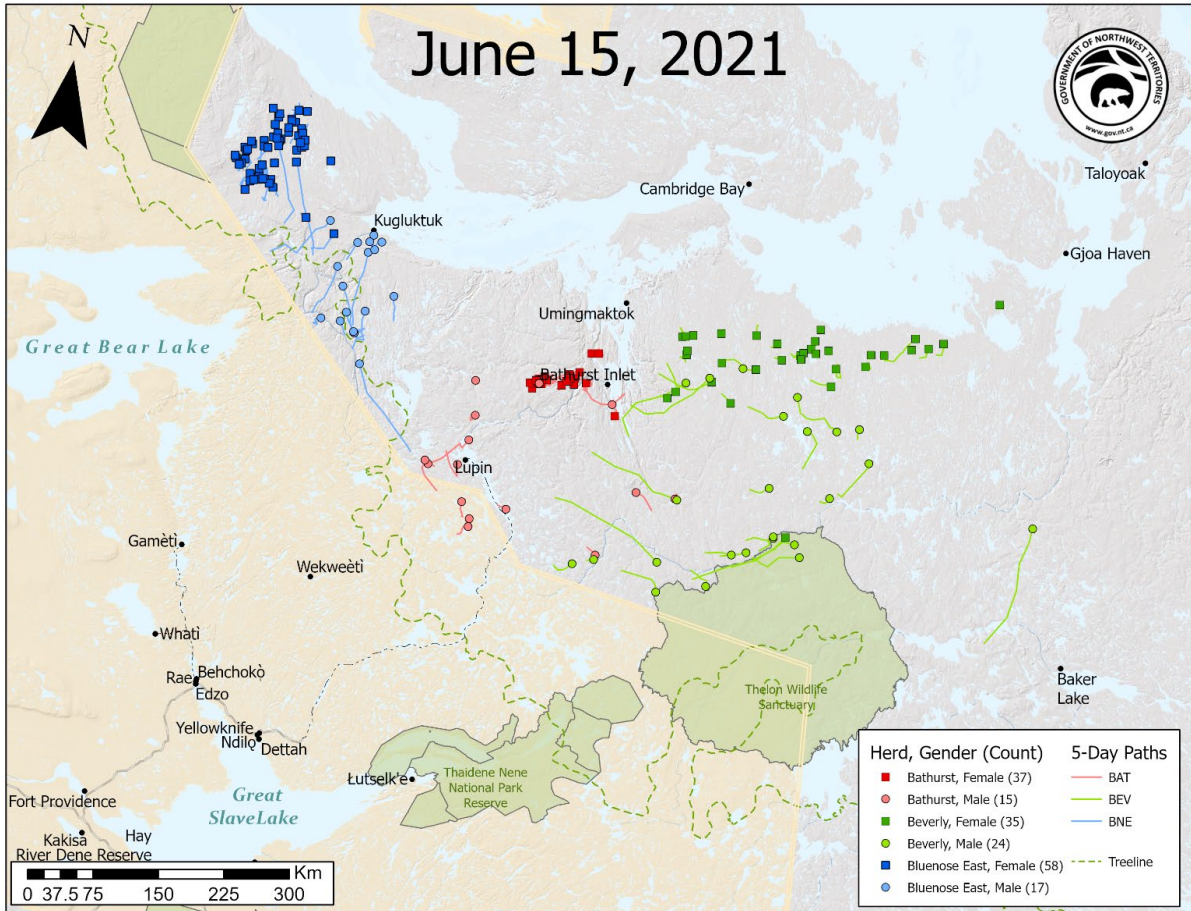 June 15, 2021
N
GOVERNMENT OF NORTHWEST TERRITORIES
www.gov.nt.ca
Taloyoak
Cambridge Bay
Kugluktuk
Gjoa Haven
Umingmaktok
Great Bear Lake
Bathurst Inlet
Lupin
Gamètì
Wekweètì
Whatì
Behchokò
Rae
Edzo
Baker
Lake
Thelon Wildlife
Sanctuary
Yellowknife
Ndilǫ
Dettah
Łutselk'e
Thaidene Nene
National Park
Reserve
Fort Providence
Great
Slave Lake
Kakisa
Hay
River Dene Reserve
Km
0 37.5 75 150 225 300
Herd, Gender (Count)
Bathurst, Female (37)
Bathurst, Male (15)
Beverly, Female (35)
Beverly, Male (24)
Bluenose East, Female (58)
Bluenose East, Male (17)
5-Day Paths
BAT
BEV
BNE
Treeline